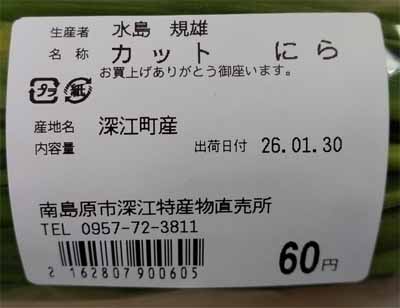 生産者 水島 規雄
名称 カット にら
お買上げありがとう御座います。
プラ 紙
産地名 深江町産
内容量 出荷日付 26.01.30
南島原市深江特産物直売所
TEL 0957-72-3811
60円
2 162807 900605